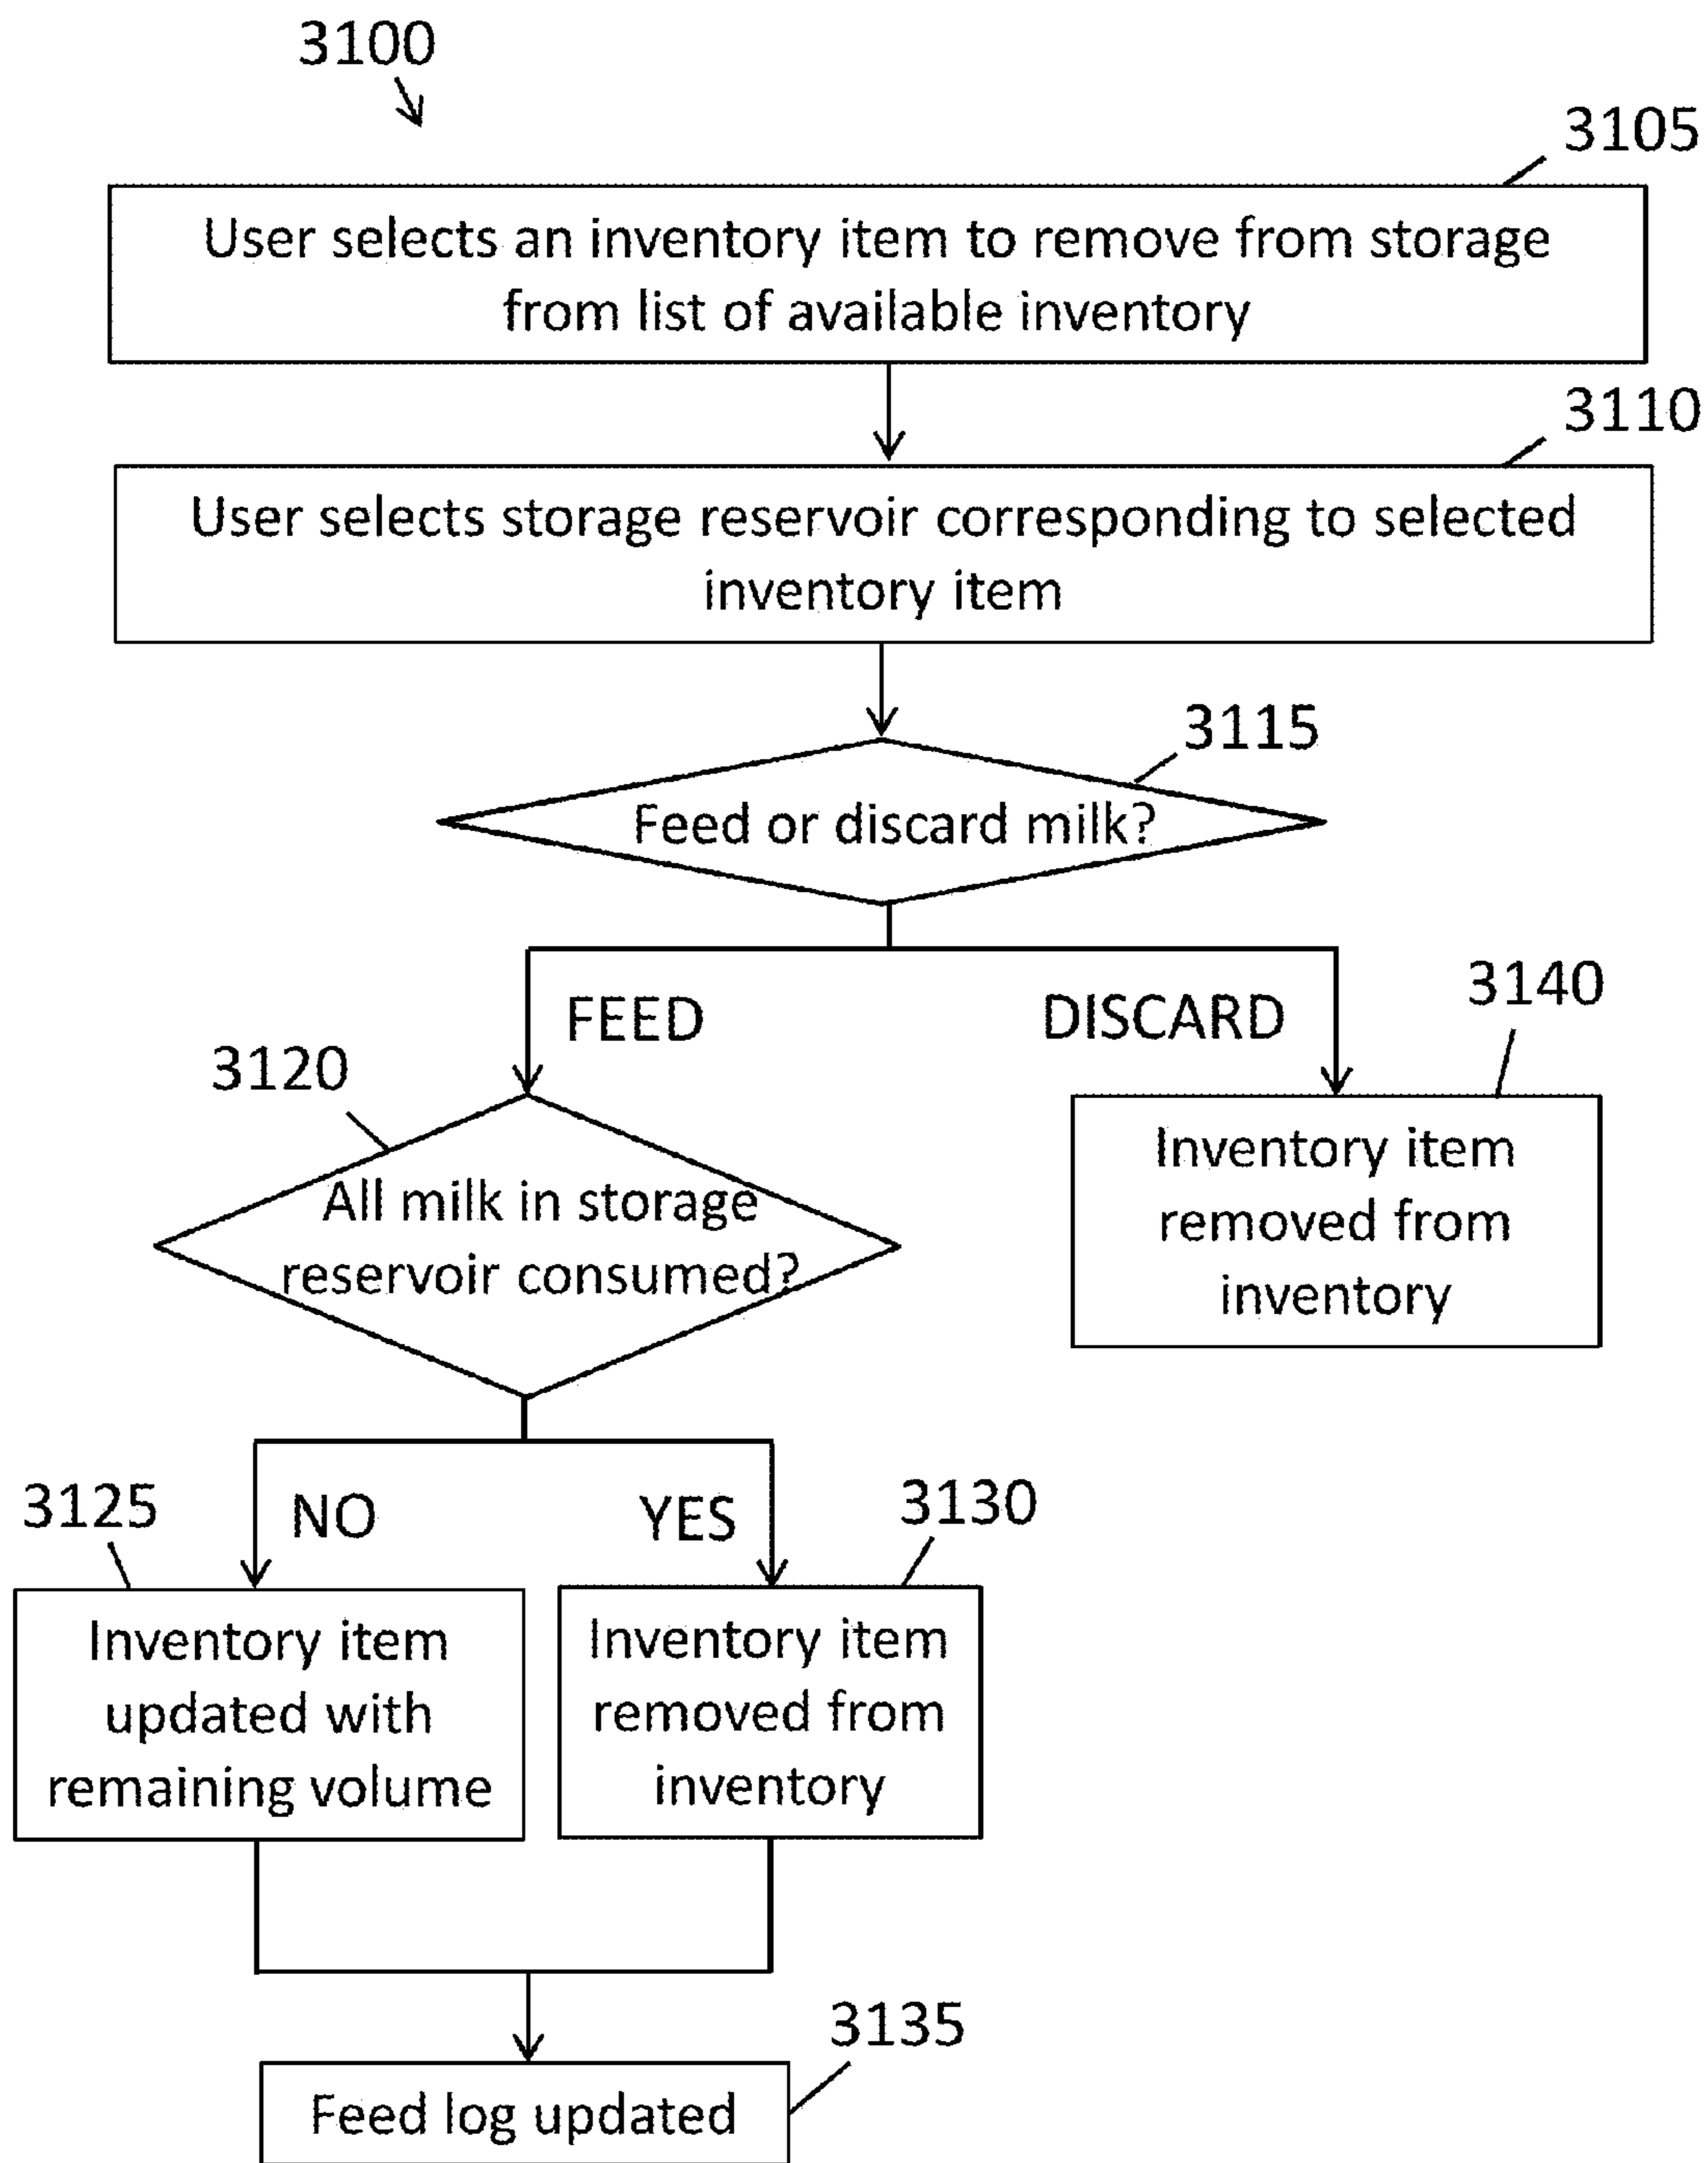 3100
3105
User selects an inventory item to remove from storage
from list of available inventory
3110
User selects storage reservoir corresponding to selected
inventory item
3115
Feed or discard milk?
FEED
DISCARD
3140
3120
Inventory item
removed from
inventory
All milk in storage
reservoir consumed?
3125
NO
YES
3130
Inventory item
updated with
remaining volume
Inventory item
removed from
inventory
3135
Feed log updated